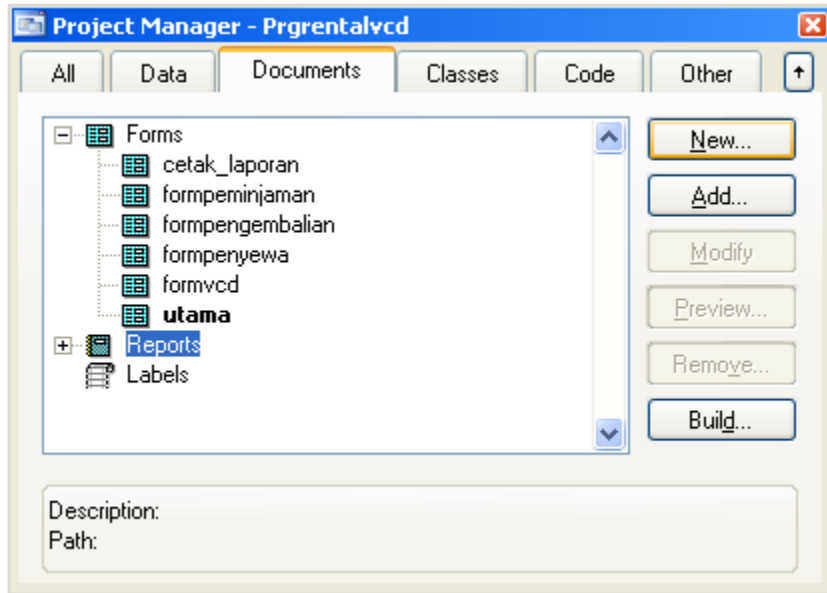 Project Manager - Prgrentalvcd
All Data Documents Classes Code Other
Forms
cetak_laporan
formpeminjaman
formpengembalian
formpenyewa
formvcd
utama
Reports
Labels
New...
Add...
Modify
Preview...
Remove...
Build...
Description:
Path: